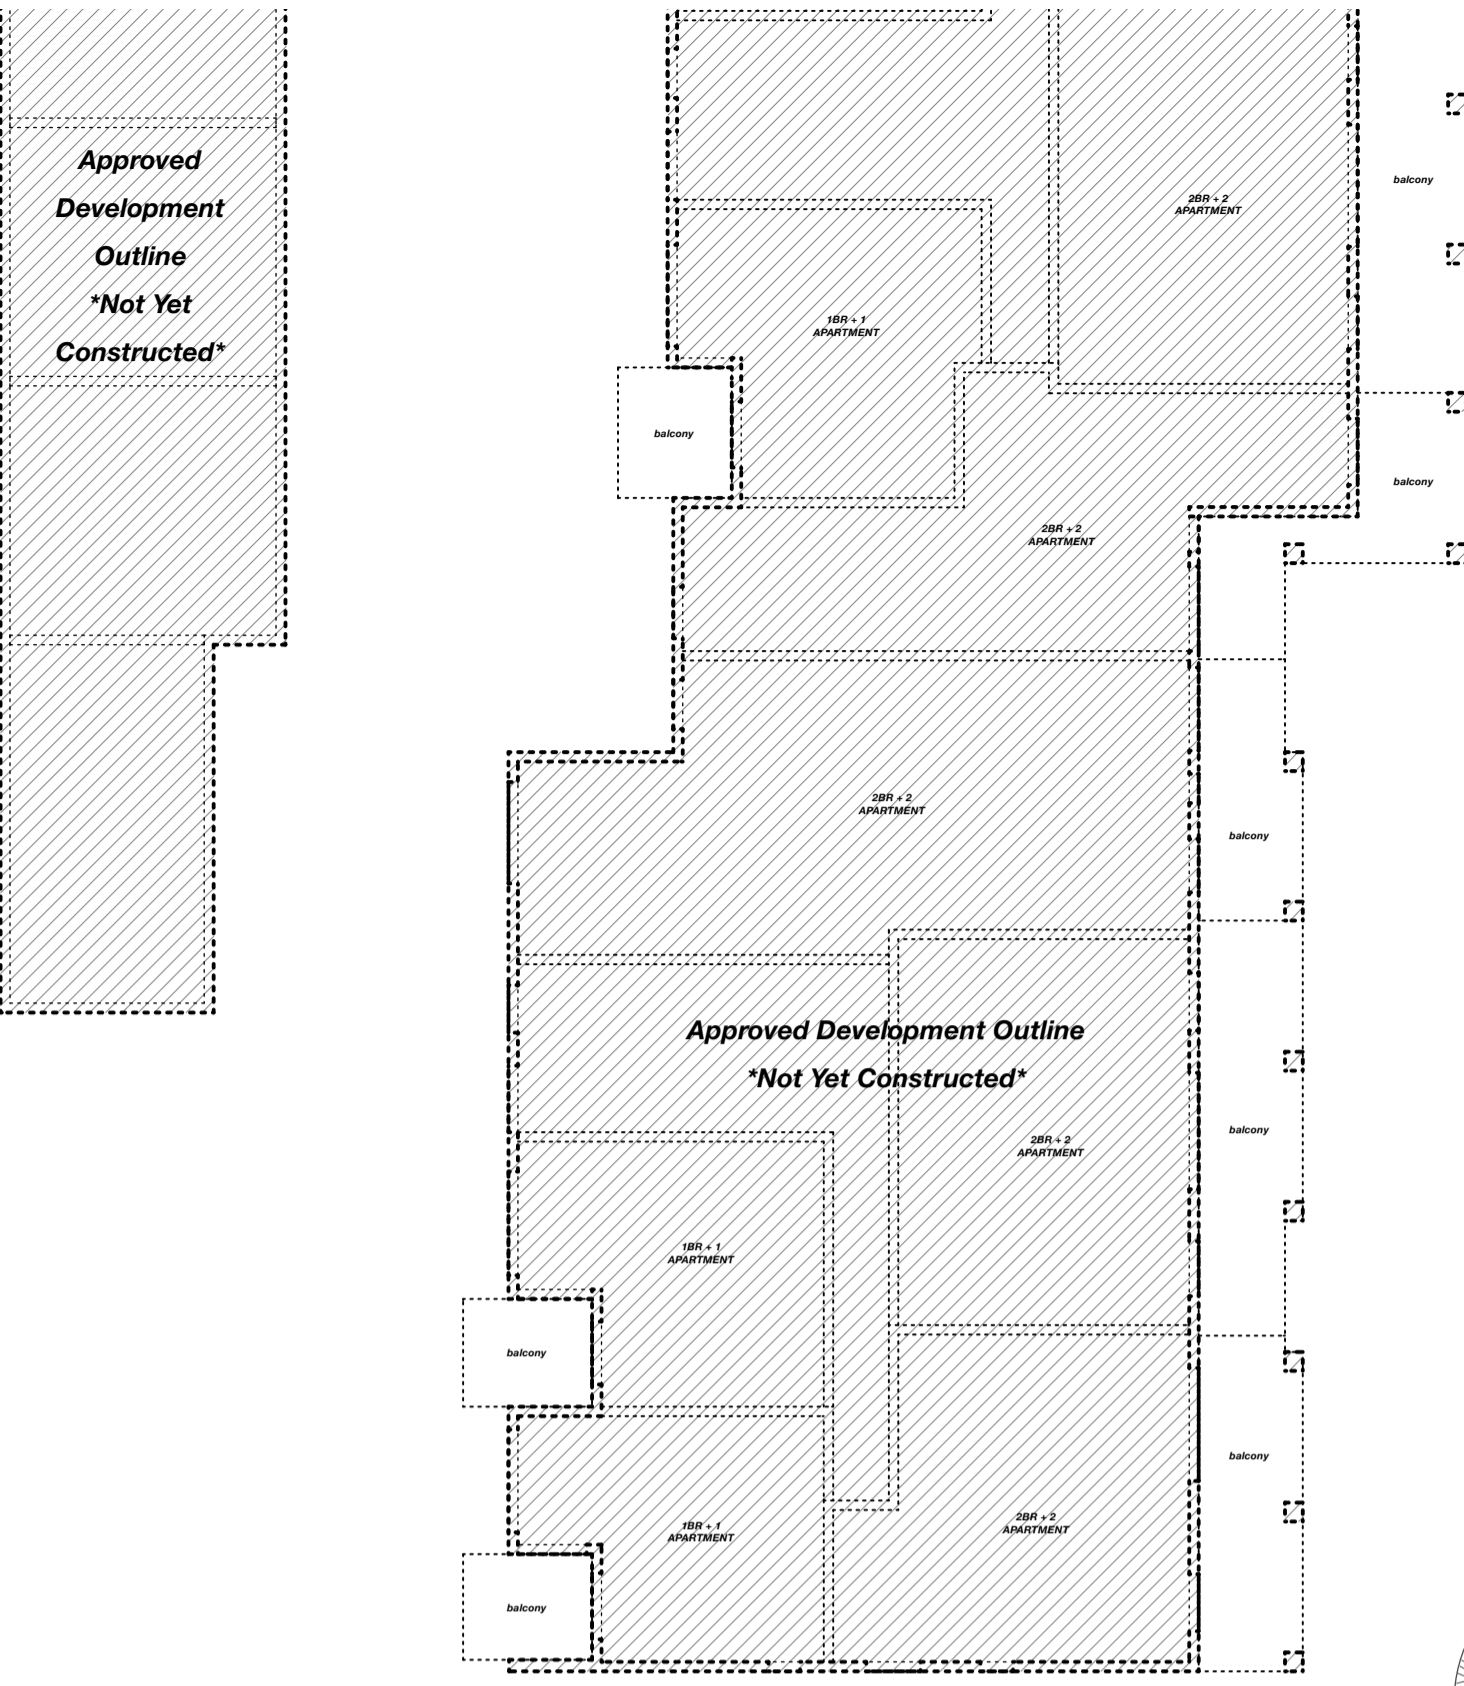 Approved
Development
Outline
*Not Yet
Constructed*
balcony
2BR + 2
APARTMENT
1BR + 1
APARTMENT
balcony
balcony
2BR + 2
APARTMENT
2BR + 2
APARTMENT
balcony
Approved Development Outline
*Not Yet Constructed*
balcony
2BR + 2
APARTMENT
1BR + 1
APARTMENT
balcony
balcony
2BR + 2
APARTMENT
1BR + 1
APARTMENT
balcony